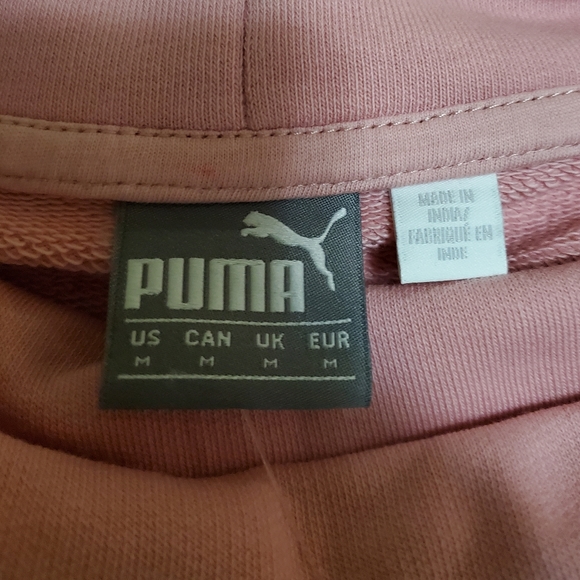 PUMA
US CAN UK EUR
M M M M
MADE IN
INDIA/
FABRIQUÉ EN
INDE